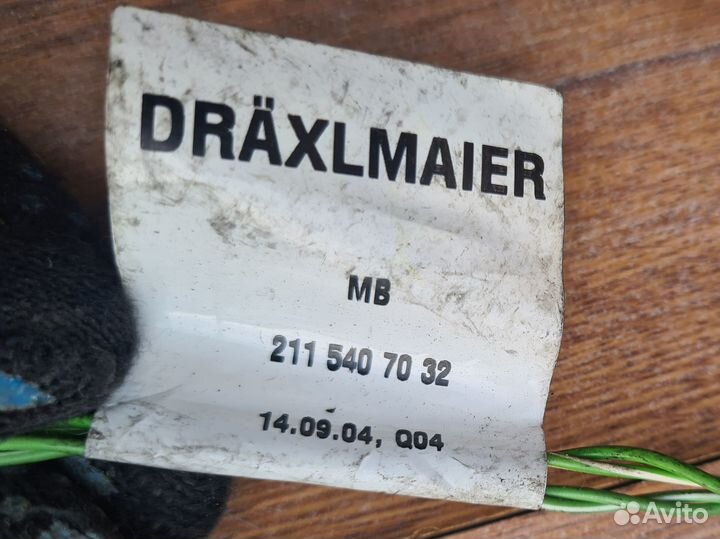 DRÄXLMAIER
MB
211 540 70 32
14.09.04, Q04
Avito